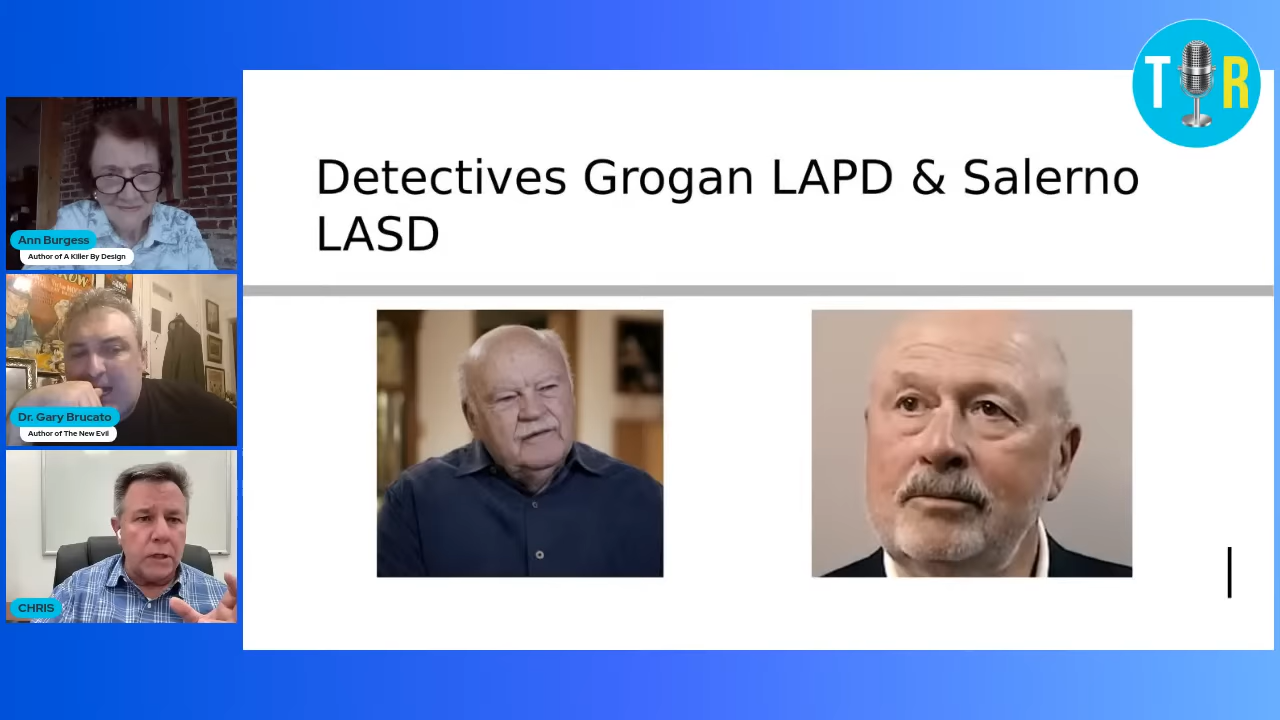 T R
Detectives Grogan LAPD & Salerno
LASD
Ann Burgess
Author of A Killer By Design
Dr. Gary Brucato
Author of The New Evil
CHRIS